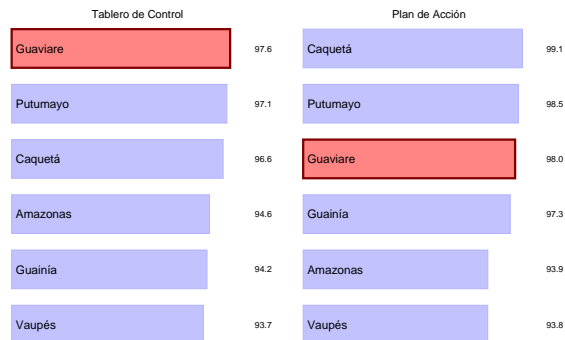 Tablero de Control
Guaviare 97.6
Putumayo 97.1
Caquetá 96.6
Amazonas 94.6
Guainía 94.2
Vaupés 93.7
Plan de Acción
Caquetá 99.1
Putumayo 98.5
Guaviare 98.0
Guainía 97.3
Amazonas 93.9
Vaupés 93.8